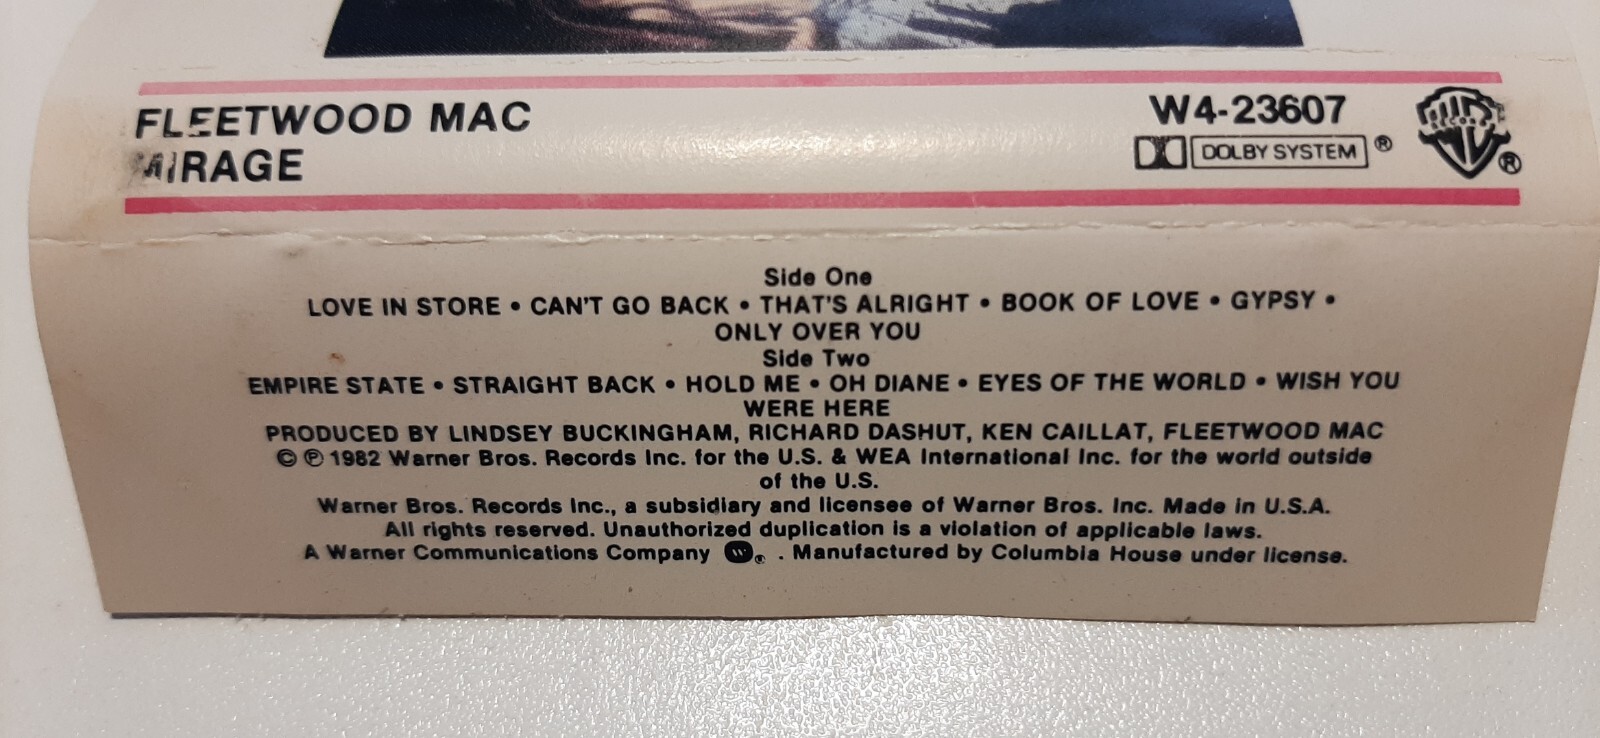 FLEETWOOD MAC
MIRAGE
W4-23607
DOLBY SYSTEM ®
®
Side One
LOVE IN STORE • CAN'T GO BACK • THAT'S ALRIGHT • BOOK OF LOVE • GYPSY •
ONLY OVER YOU
Side Two
EMPIRE STATE • STRAIGHT BACK • HOLD ME • OH DIANE • EYES OF THE WORLD • WISH YOU
WERE HERE
PRODUCED BY LINDSEY BUCKINGHAM, RICHARD DASHUT, KEN CAILLAT, FLEETWOOD MAC
© ℗ 1982 Warner Bros. Records Inc. for the U.S. & WEA International Inc. for the world outside
of the U.S.
Warner Bros. Records Inc., a subsidiary and licensee of Warner Bros. Inc. Made in U.S.A.
All rights reserved. Unauthorized duplication is a violation of applicable laws.
A Warner Communications Company ®. . Manufactured by Columbia House under license.